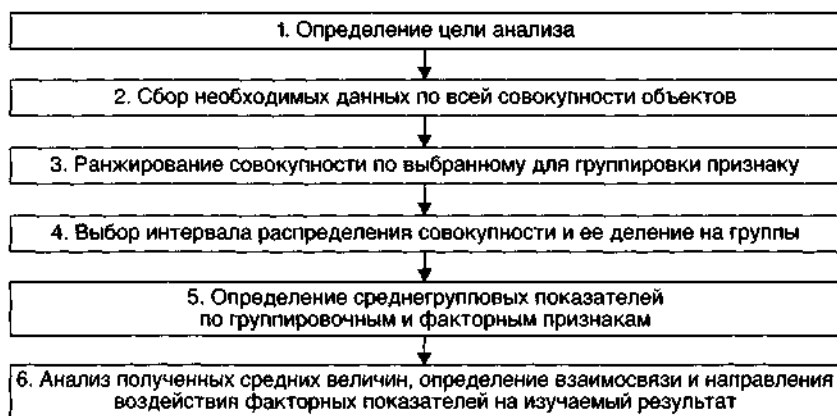 1. Определение цели анализа
2. Сбор необходимых данных по всей совокупности объектов
3. Ранжирование совокупности по выбранному для группировки признаку
4. Выбор интервала распределения совокупности и ее деление на группы
5. Определение среднегрупповых показателей
по группировочным и факторным признакам
6. Анализ полученных средних величин, определение взаимосвязи и направления
воздействия факторных показателей на изучаемый результат